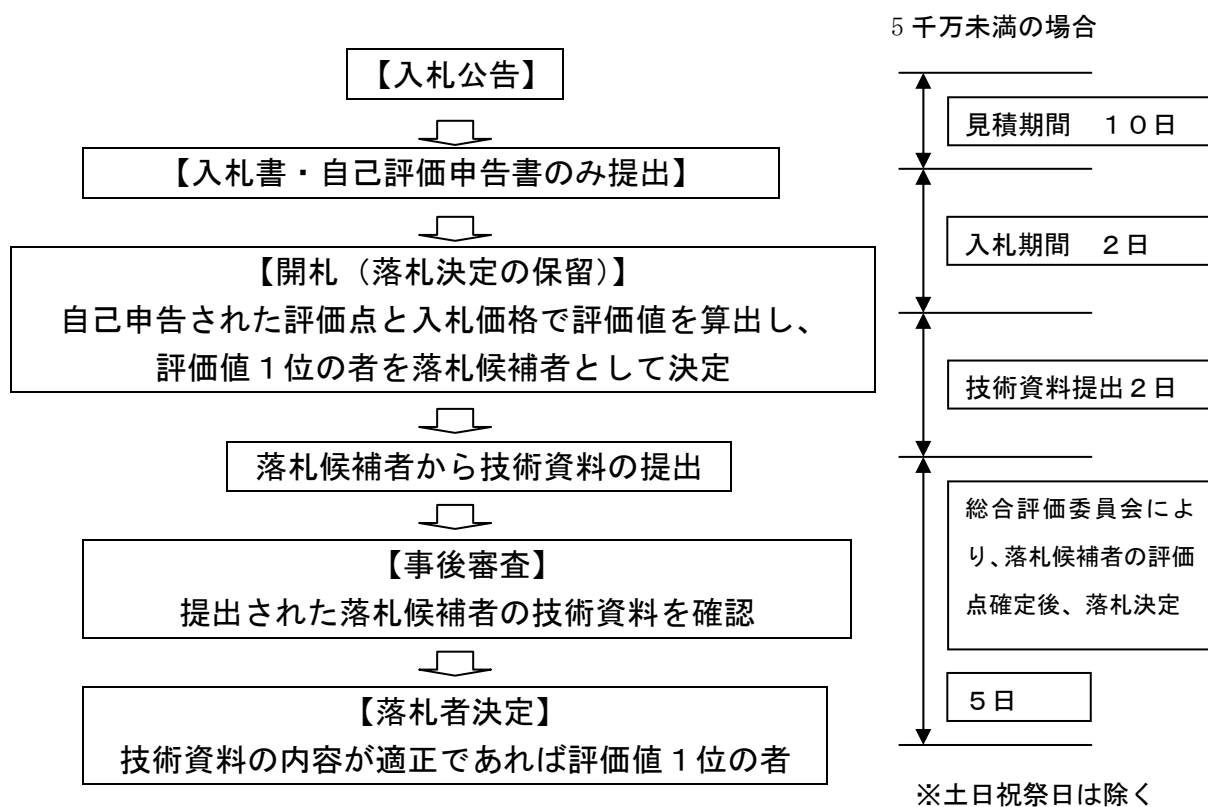 5千万未満の場合
【入札公告】
見積期間　１０日
【入札書・自己評価申告書のみ提出】
入札期間　２日
【開札（落札決定の保留）】
自己申告された評価点と入札価格で評価値を算出し、
評価値１位の者を落札候補者として決定
技術資料提出２日
落札候補者から技術資料の提出
【事後審査】
提出された落札候補者の技術資料を確認
総合評価委員会によ
り、落札候補者の評価
点確定後、落札決定
５日
【落札者決定】
技術資料の内容が適正であれば評価値１位の者
※土日祝祭日は除く